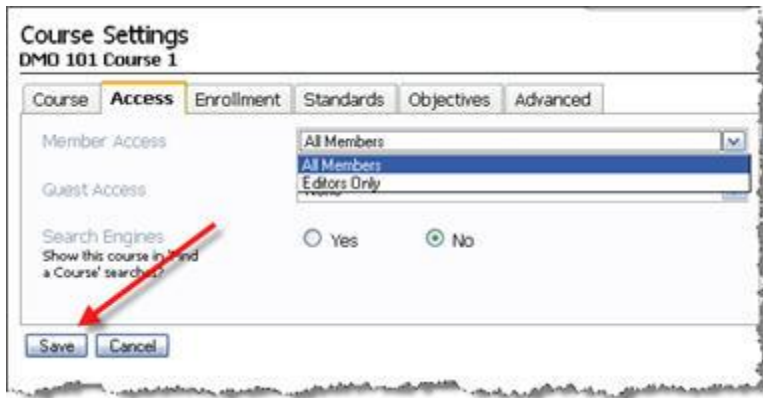 Course Settings
DMO 101 Course 1
Course Access Enrollment Standards Objectives Advanced
Member Access All Members
All Members
Editors Only
Guest Access None
Search Engines Yes No
Show this course in 'Find
a Course' searches?
Save Cancel